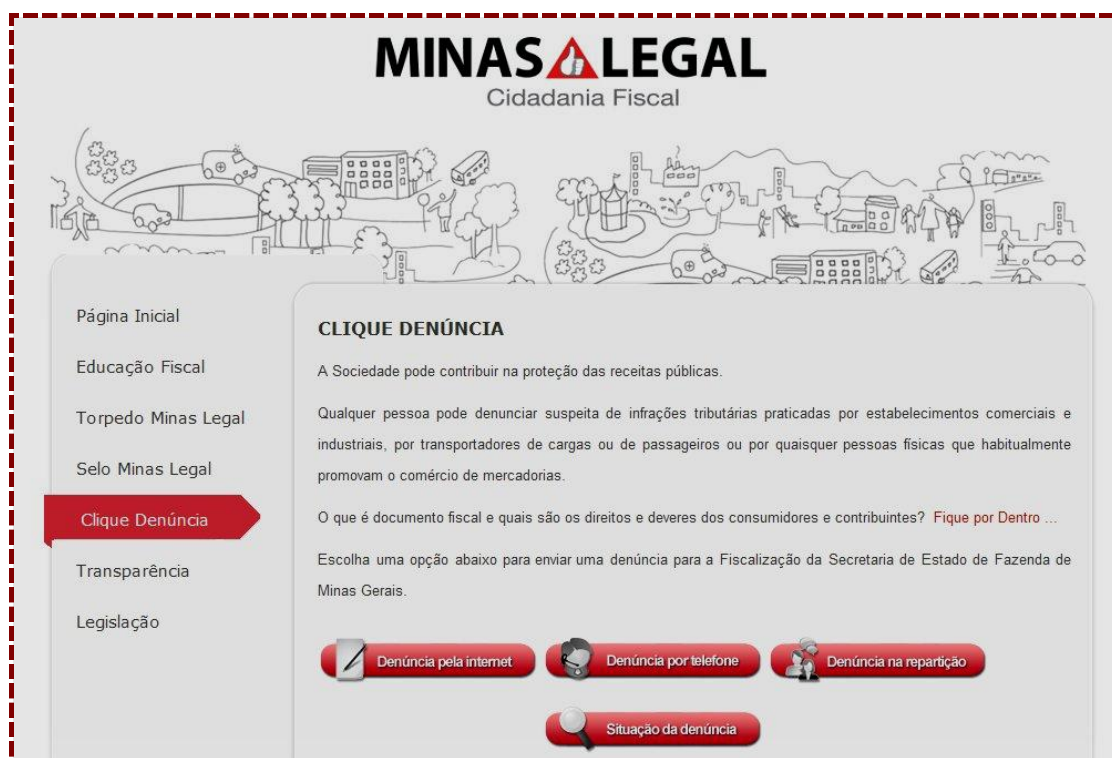 MINAS LEGAL
Cidadania Fiscal
Página Inicial
Educação Fiscal
Torpedo Minas Legal
Selo Minas Legal
Clique Denúncia
Transparência
Legislação
CLIQUE DENÚNCIA
A Sociedade pode contribuir na proteção das receitas públicas.
Qualquer pessoa pode denunciar suspeita de infrações tributárias praticadas por estabelecimentos comerciais e
industriais, por transportadores de cargas ou de passageiros ou por quaisquer pessoas físicas que habitualmente
promovam o comércio de mercadorias.
O que é documento fiscal e quais são os direitos e deveres dos consumidores e contribuintes? Fique por Dentro ...
Escolha uma opção abaixo para enviar uma denúncia para a Fiscalização da Secretaria de Estado de Fazenda de
Minas Gerais.
Denúncia pela internet
Denúncia por telefone
Denúncia na repartição
Situação da denúncia